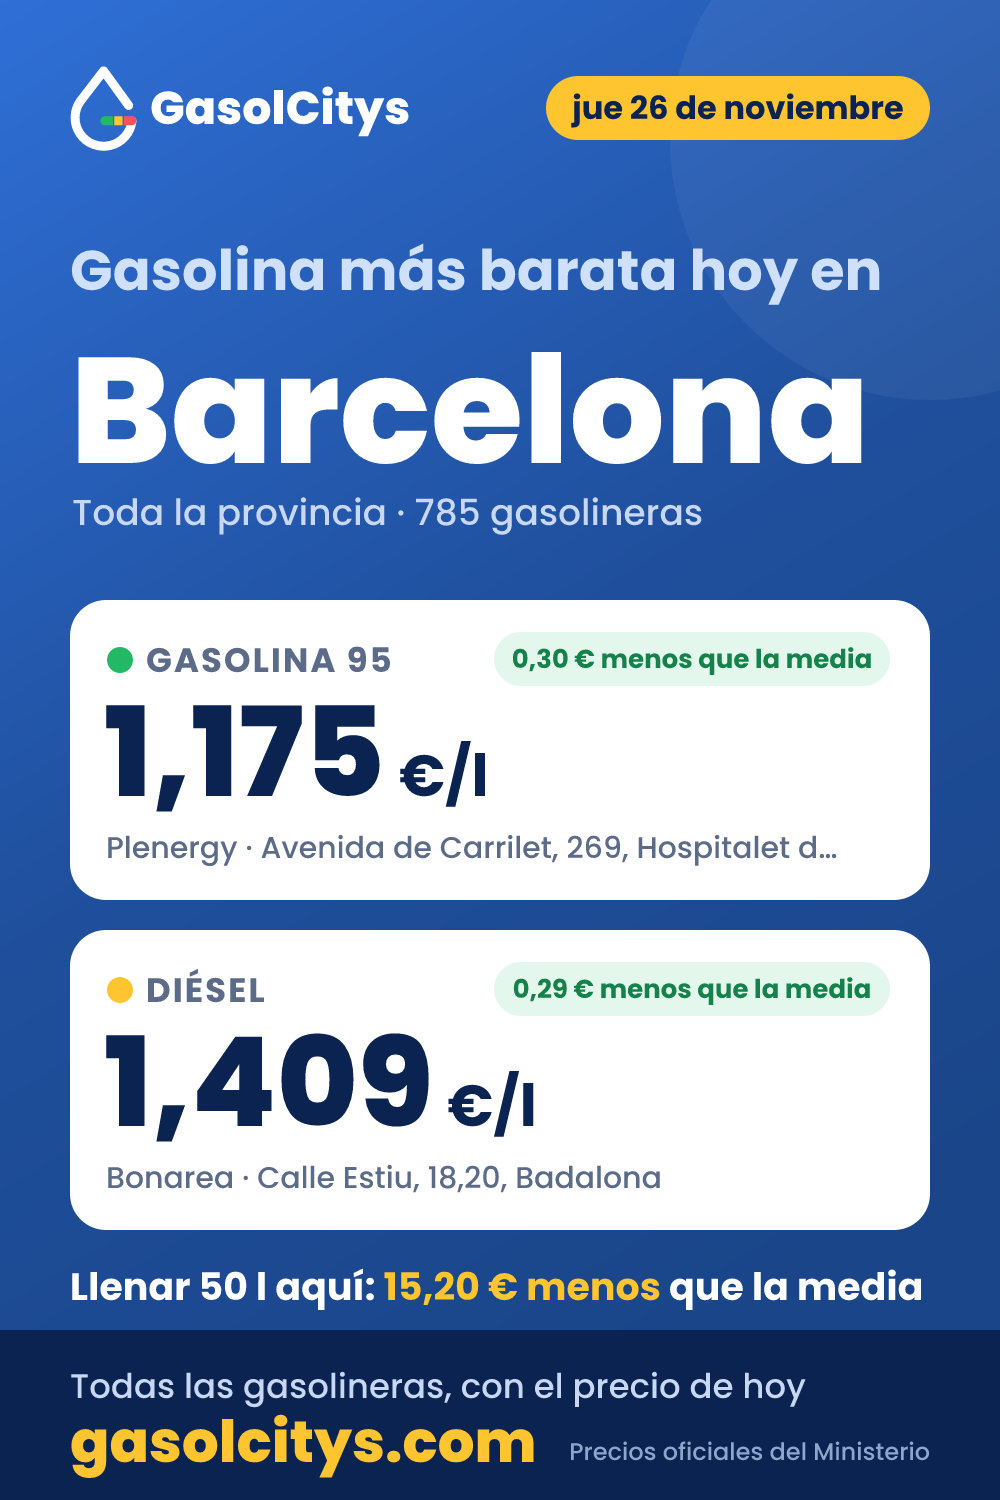 GasolCitys
jue 26 de noviembre
Gasolina más barata hoy en
Barcelona
Toda la provincia · 785 gasolineras
GASOLINA 95
0,30 € menos que la media
1,175 €/l
Plenergy · Avenida de Carrilet, 269, Hospitalet d...
DIÉSEL
0,29 € menos que la media
1,409 €/l
Bonarea · Calle Estiu, 18,20, Badalona
Llenar 50 l aquí: 15,20 € menos que la media
Todas las gasolineras, con el precio de hoy
gasolcitys.com
Precios oficiales del Ministerio